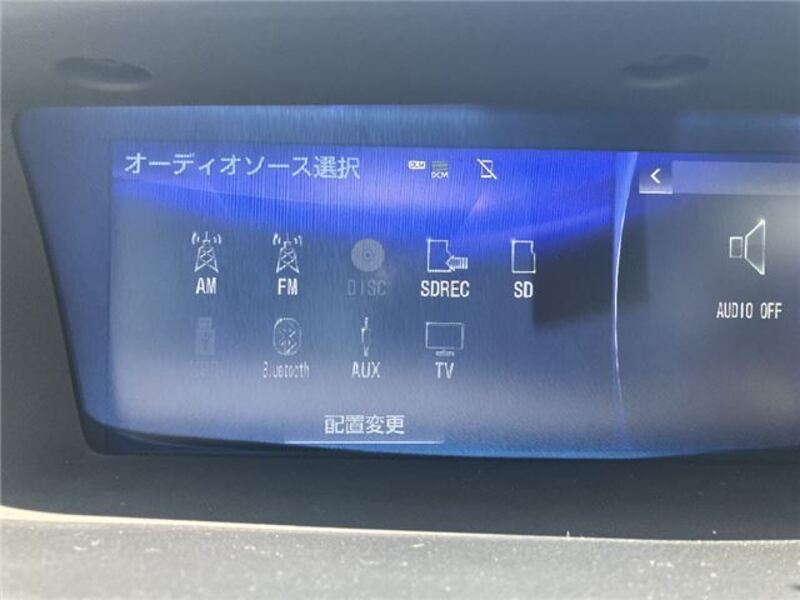 オーディオソース選択
DCM
AM FM DISC SDREC SD
AUDIO OFF
USB Bluetooth AUX TV
配置変更